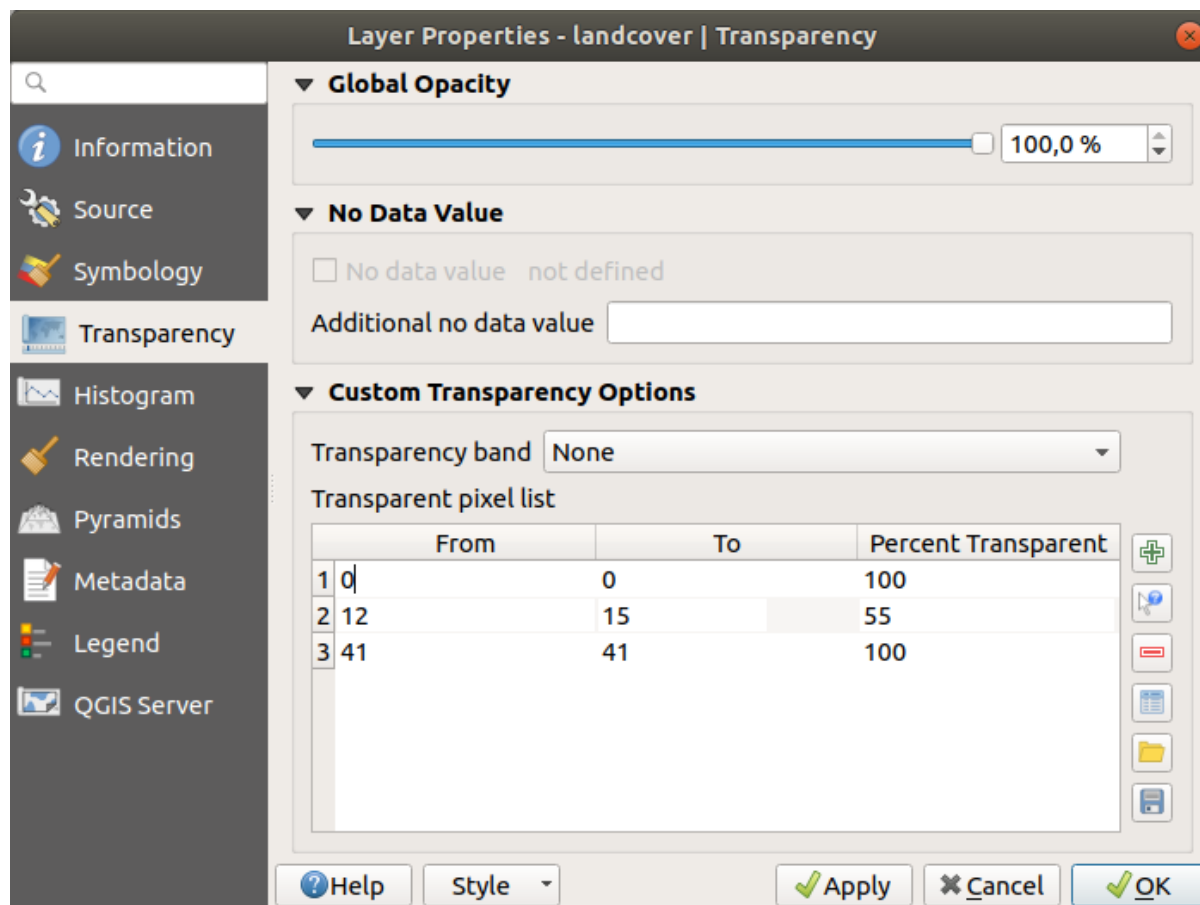 Layer Properties - landcover | Transparency
Information
Source
Symbology
Transparency
Histogram
Rendering
Pyramids
Metadata
Legend
QGIS Server
Global Opacity
100,0 %
No Data Value
No data value not defined
Additional no data value
Custom Transparency Options
Transparency band None
Transparent pixel list
From To Percent Transparent
1 0 0 100
2 12 15 55
3 41 41 100
Help Style Apply Cancel OK